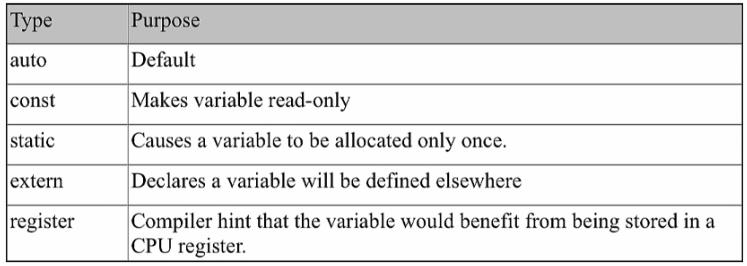 Type Purpose
auto Default
const Makes variable read-only
static Causes a variable to be allocated only once.
extern Declares a variable will be defined elsewhere
register Compiler hint that the variable would benefit from being stored in a
CPU register.